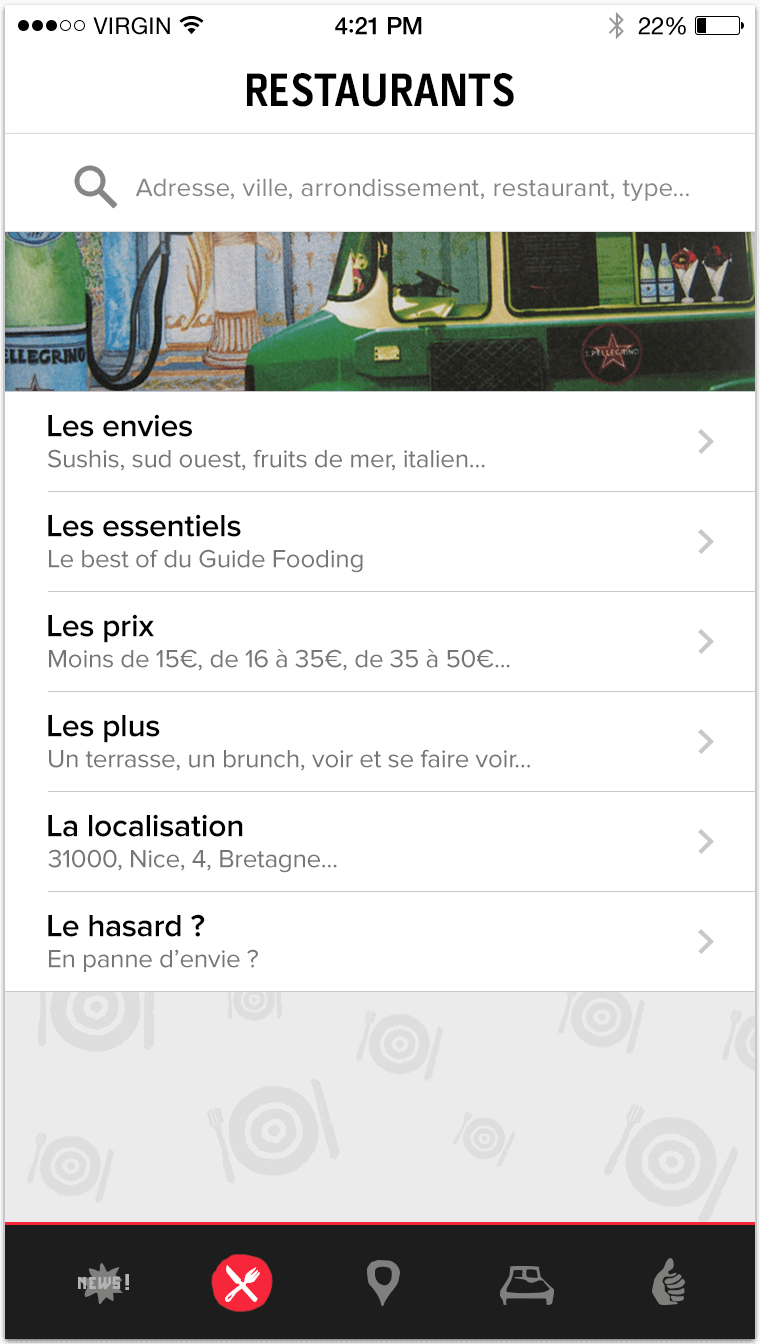 VIRGIN 4:21 PM 22%
RESTAURANTS
Adresse, ville, arrondissement, restaurant, type...
ELLEGRINO
S.PELLEGRINO
Les envies
Sushis, sud ouest, fruits de mer, italien...
Les essentiels
Le best of du Guide Fooding
Les prix
Moins de 15€, de 16 à 35€, de 35 à 50€...
Les plus
Un terrasse, un brunch, voir et se faire voir...
La localisation
31000, Nice, 4, Bretagne...
Le hasard ?
En panne d’envie ?
NEWS!